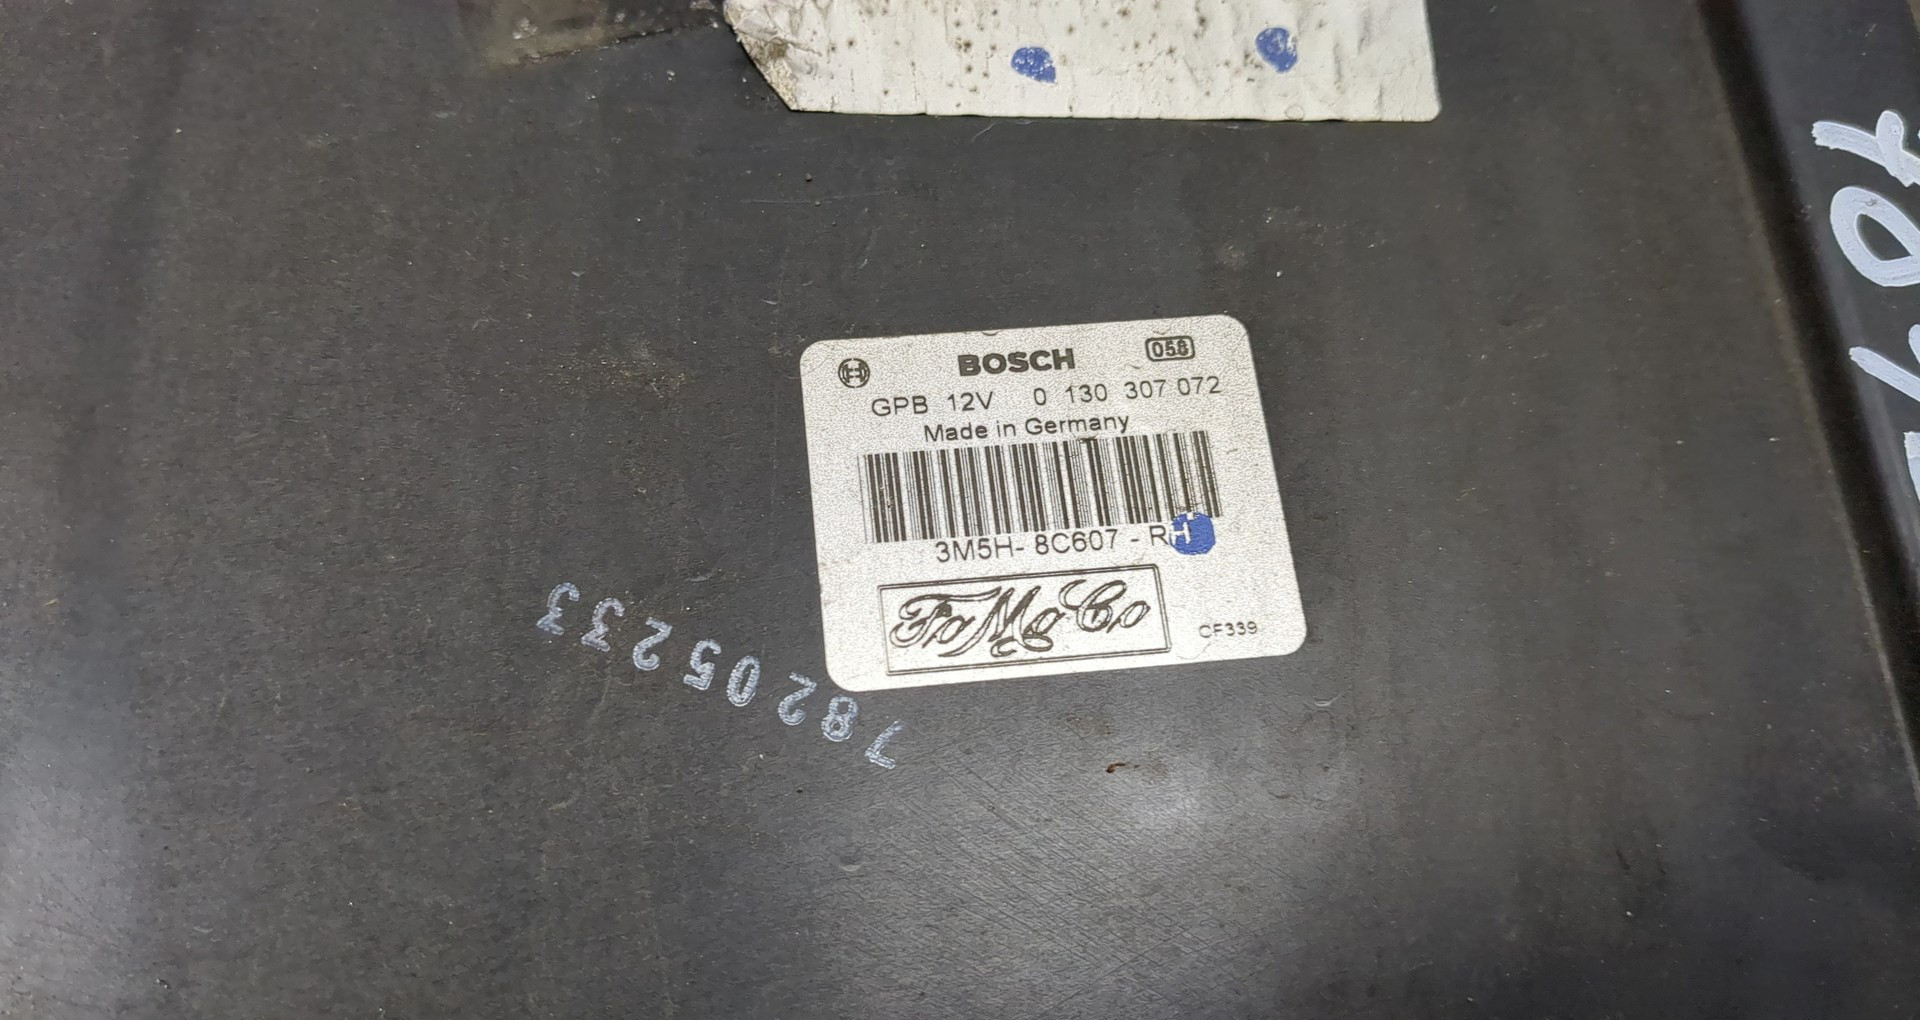 BOSCH 058
GPB 12V 0 130 307 072
Made in Germany
3M5H- 8C607 - RH
FoMoCo
CF339
78205233